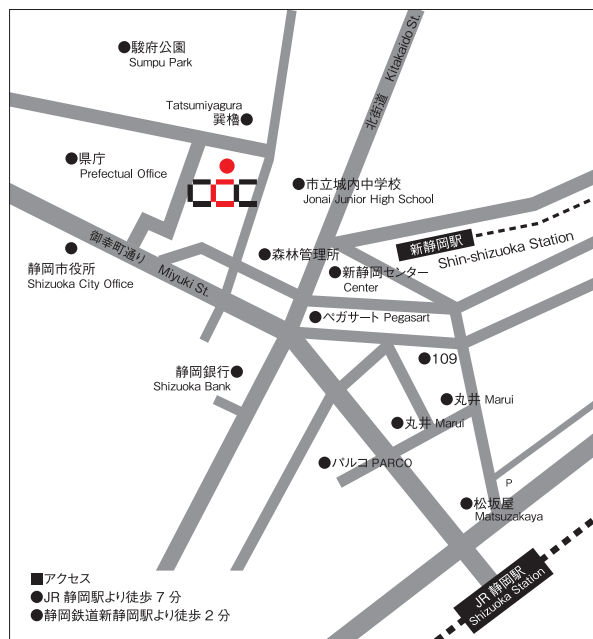 駿府公園
Sumpu Park
北街道 Kitakaido St.
Tatsumiyagura
巽櫓
県庁
Prefectual Office
市立城内中学校
Jonai Junior High School
御幸町通り Miyuki St.
静岡市役所
Shizuoka City Office
森林管理所
新静岡駅
Shin-shizuoka Station
新静岡センター
Center
ペガサート Pegasart
静岡銀行
Shizuoka Bank
109
丸井 Marui
丸井 Marui
パルコ PARCO
P
松坂屋
Matsuzakaya
JR 静岡駅
Shizuoka Station
■アクセス
●JR 静岡駅より徒歩 7 分
●静岡鉄道新静岡駅より徒歩 2 分